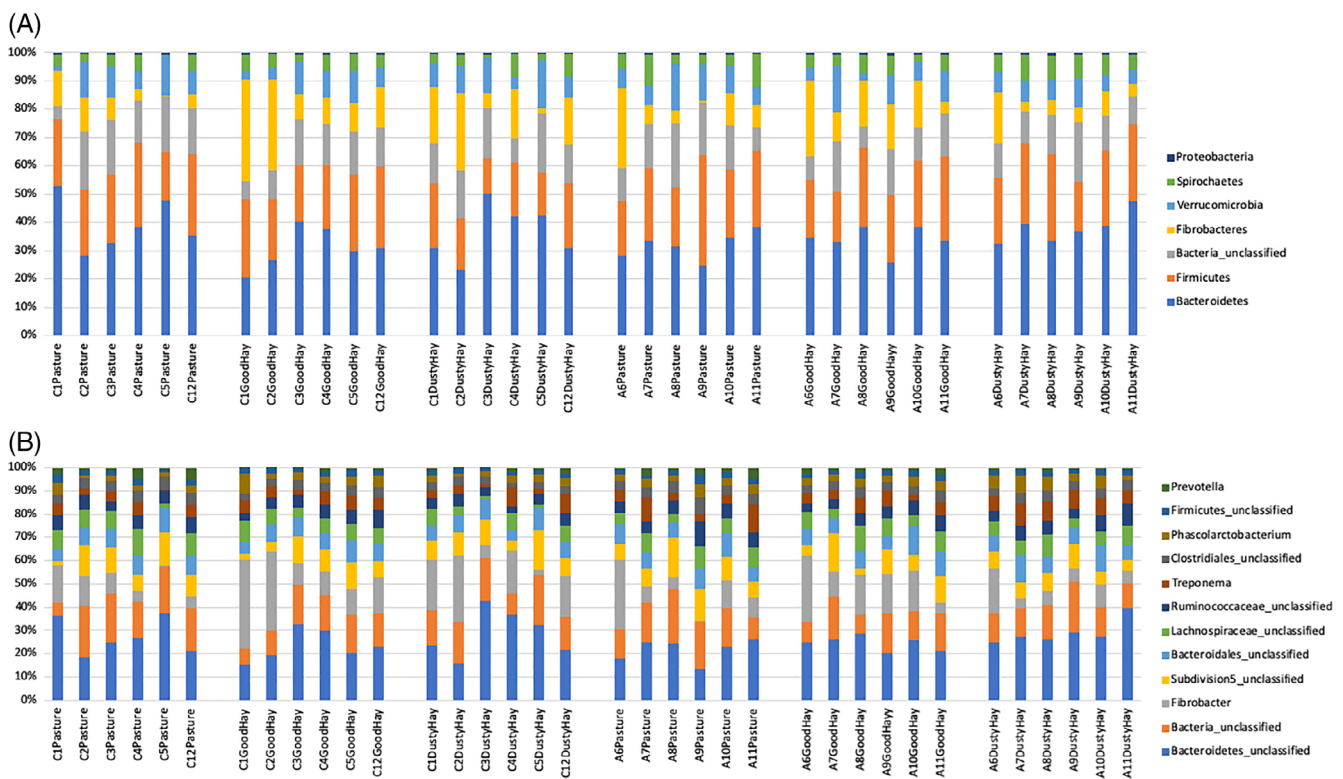 (A)
100%
90%
80%
70%
60%
50%
40%
30%
20%
10%
0%
C1Pasture
C2Pasture
C3Pasture
C4Pasture
C5Pasture
C12Pasture
C1GoodHay
C2GoodHay
C3GoodHay
C4GoodHay
C5GoodHay
C12GoodHay
C1DustyHay
C2DustyHay
C3DustyHay
C4DustyHay
C5DustyHay
C12DustyHay
A6Pasture
A7Pasture
A8Pasture
A9Pasture
A10Pasture
A11Pasture
A6GoodHay
A7GoodHay
A8GoodHay
A9GoodHayy
A10GoodHay
A11GoodHay
A6DustyHay
A7DustyHay
A8DustyHay
A9DustyHay
A10DustyHay
A11DustyHay
Proteobacteria
Spirochaetes
Verrucomicrobia
Fibrobacteres
Bacteria_unclassified
Firmicutes
Bacteroidetes
(B)
100%
90%
80%
70%
60%
50%
40%
30%
20%
10%
0%
C1Pasture
C2Pasture
C3Pasture
C4Pasture
C5Pasture
C12Pasture
C1GoodHay
C2GoodHay
C3GoodHay
C4GoodHay
C5GoodHay
C12GoodHay
C1DustyHay
C2DustyHay
C3DustyHay
C4DustyHay
C5DustyHay
C12DustyHay
A6Pasture
A7Pasture
A8Pasture
A9Pasture
A10Pasture
A11Pasture
A6GoodHay
A7GoodHay
A8GoodHay
A9GoodHayy
A10GoodHay
A11GoodHay
A6DustyHay
A7DustyHay
A8DustyHay
A9DustyHay
A10DustyHay
A11DustyHay
Prevotella
Firmicutes_unclassified
Phascolarctobacterium
Clostridiales_unclassified
Treponema
Ruminococcaceae_unclassified
Lachnospiraceae_unclassified
Bacteroidales_unclassified
Subdivision5_unclassified
Fibrobacter
Bacteria_unclassified
Bacteroidetes_unclassified